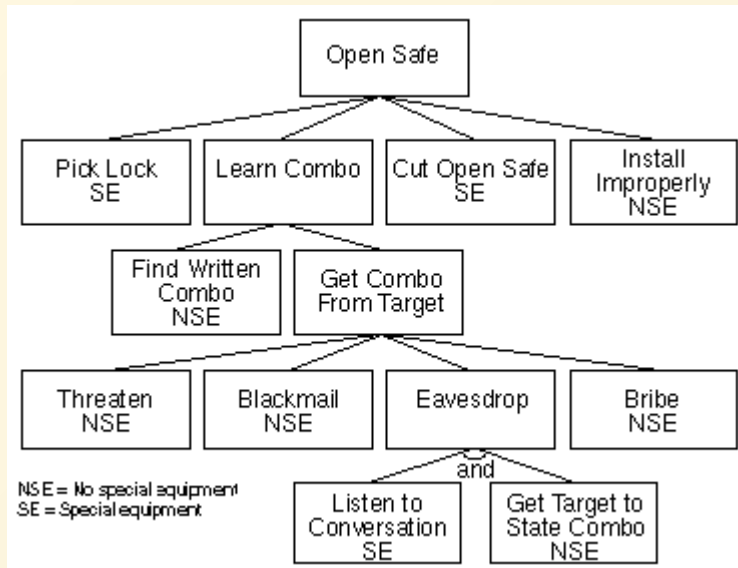 Open Safe
Pick Lock
SE
Learn Combo
Cut Open Safe
SE
Install
Improperly
NSE
Find Written
Combo
NSE
Get Combo
From Target
Threaten
NSE
Blackmail
NSE
Eavesdrop
Bribe
NSE
and
NSE = No special equipment
SE = Special equipment
Listen to
Conversation
SE
Get Target to
State Combo
NSE